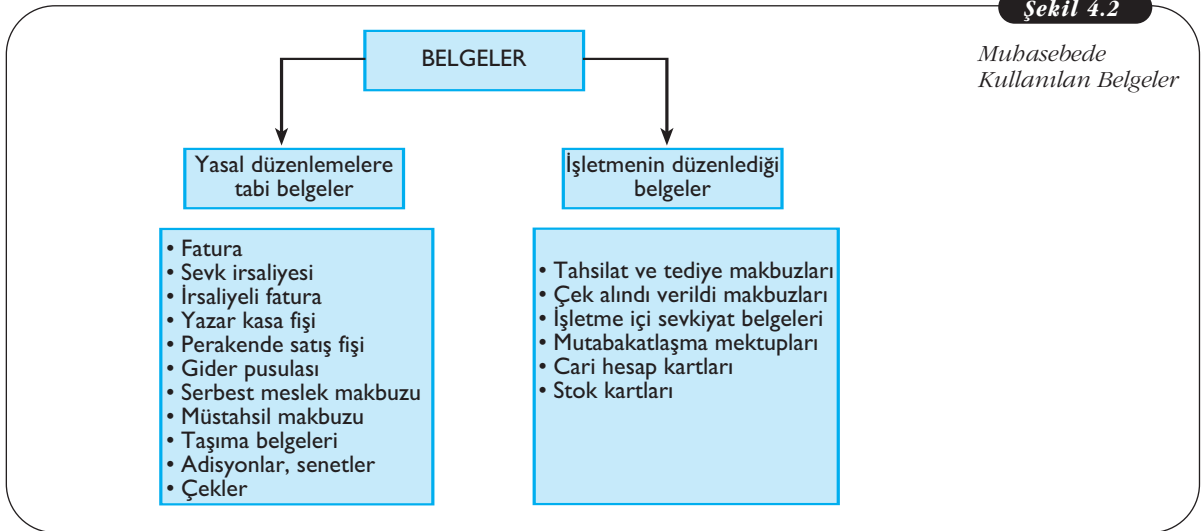 Şekil 4.2
Muhasebede
Kullanılan Belgeler
BELGELER
Yasal düzenlemelere
tabi belgeler
• Fatura
• Sevk irsaliyesi
• İrsaliyeli fatura
• Yazar kasa fişi
• Perakende satış fişi
• Gider pusulası
• Serbest meslek makbuzu
• Müstahsil makbuzu
• Taşıma belgeleri
• Adisyonlar, senetler
• Çekler
İşletmenin düzenlediği
belgeler
• Tahsilat ve tediye makbuzları
• Çek alındı verildi makbuzları
• İşletme içi sevkiyat belgeleri
• Mutabakatlaşma mektupları
• Cari hesap kartları
• Stok kartları